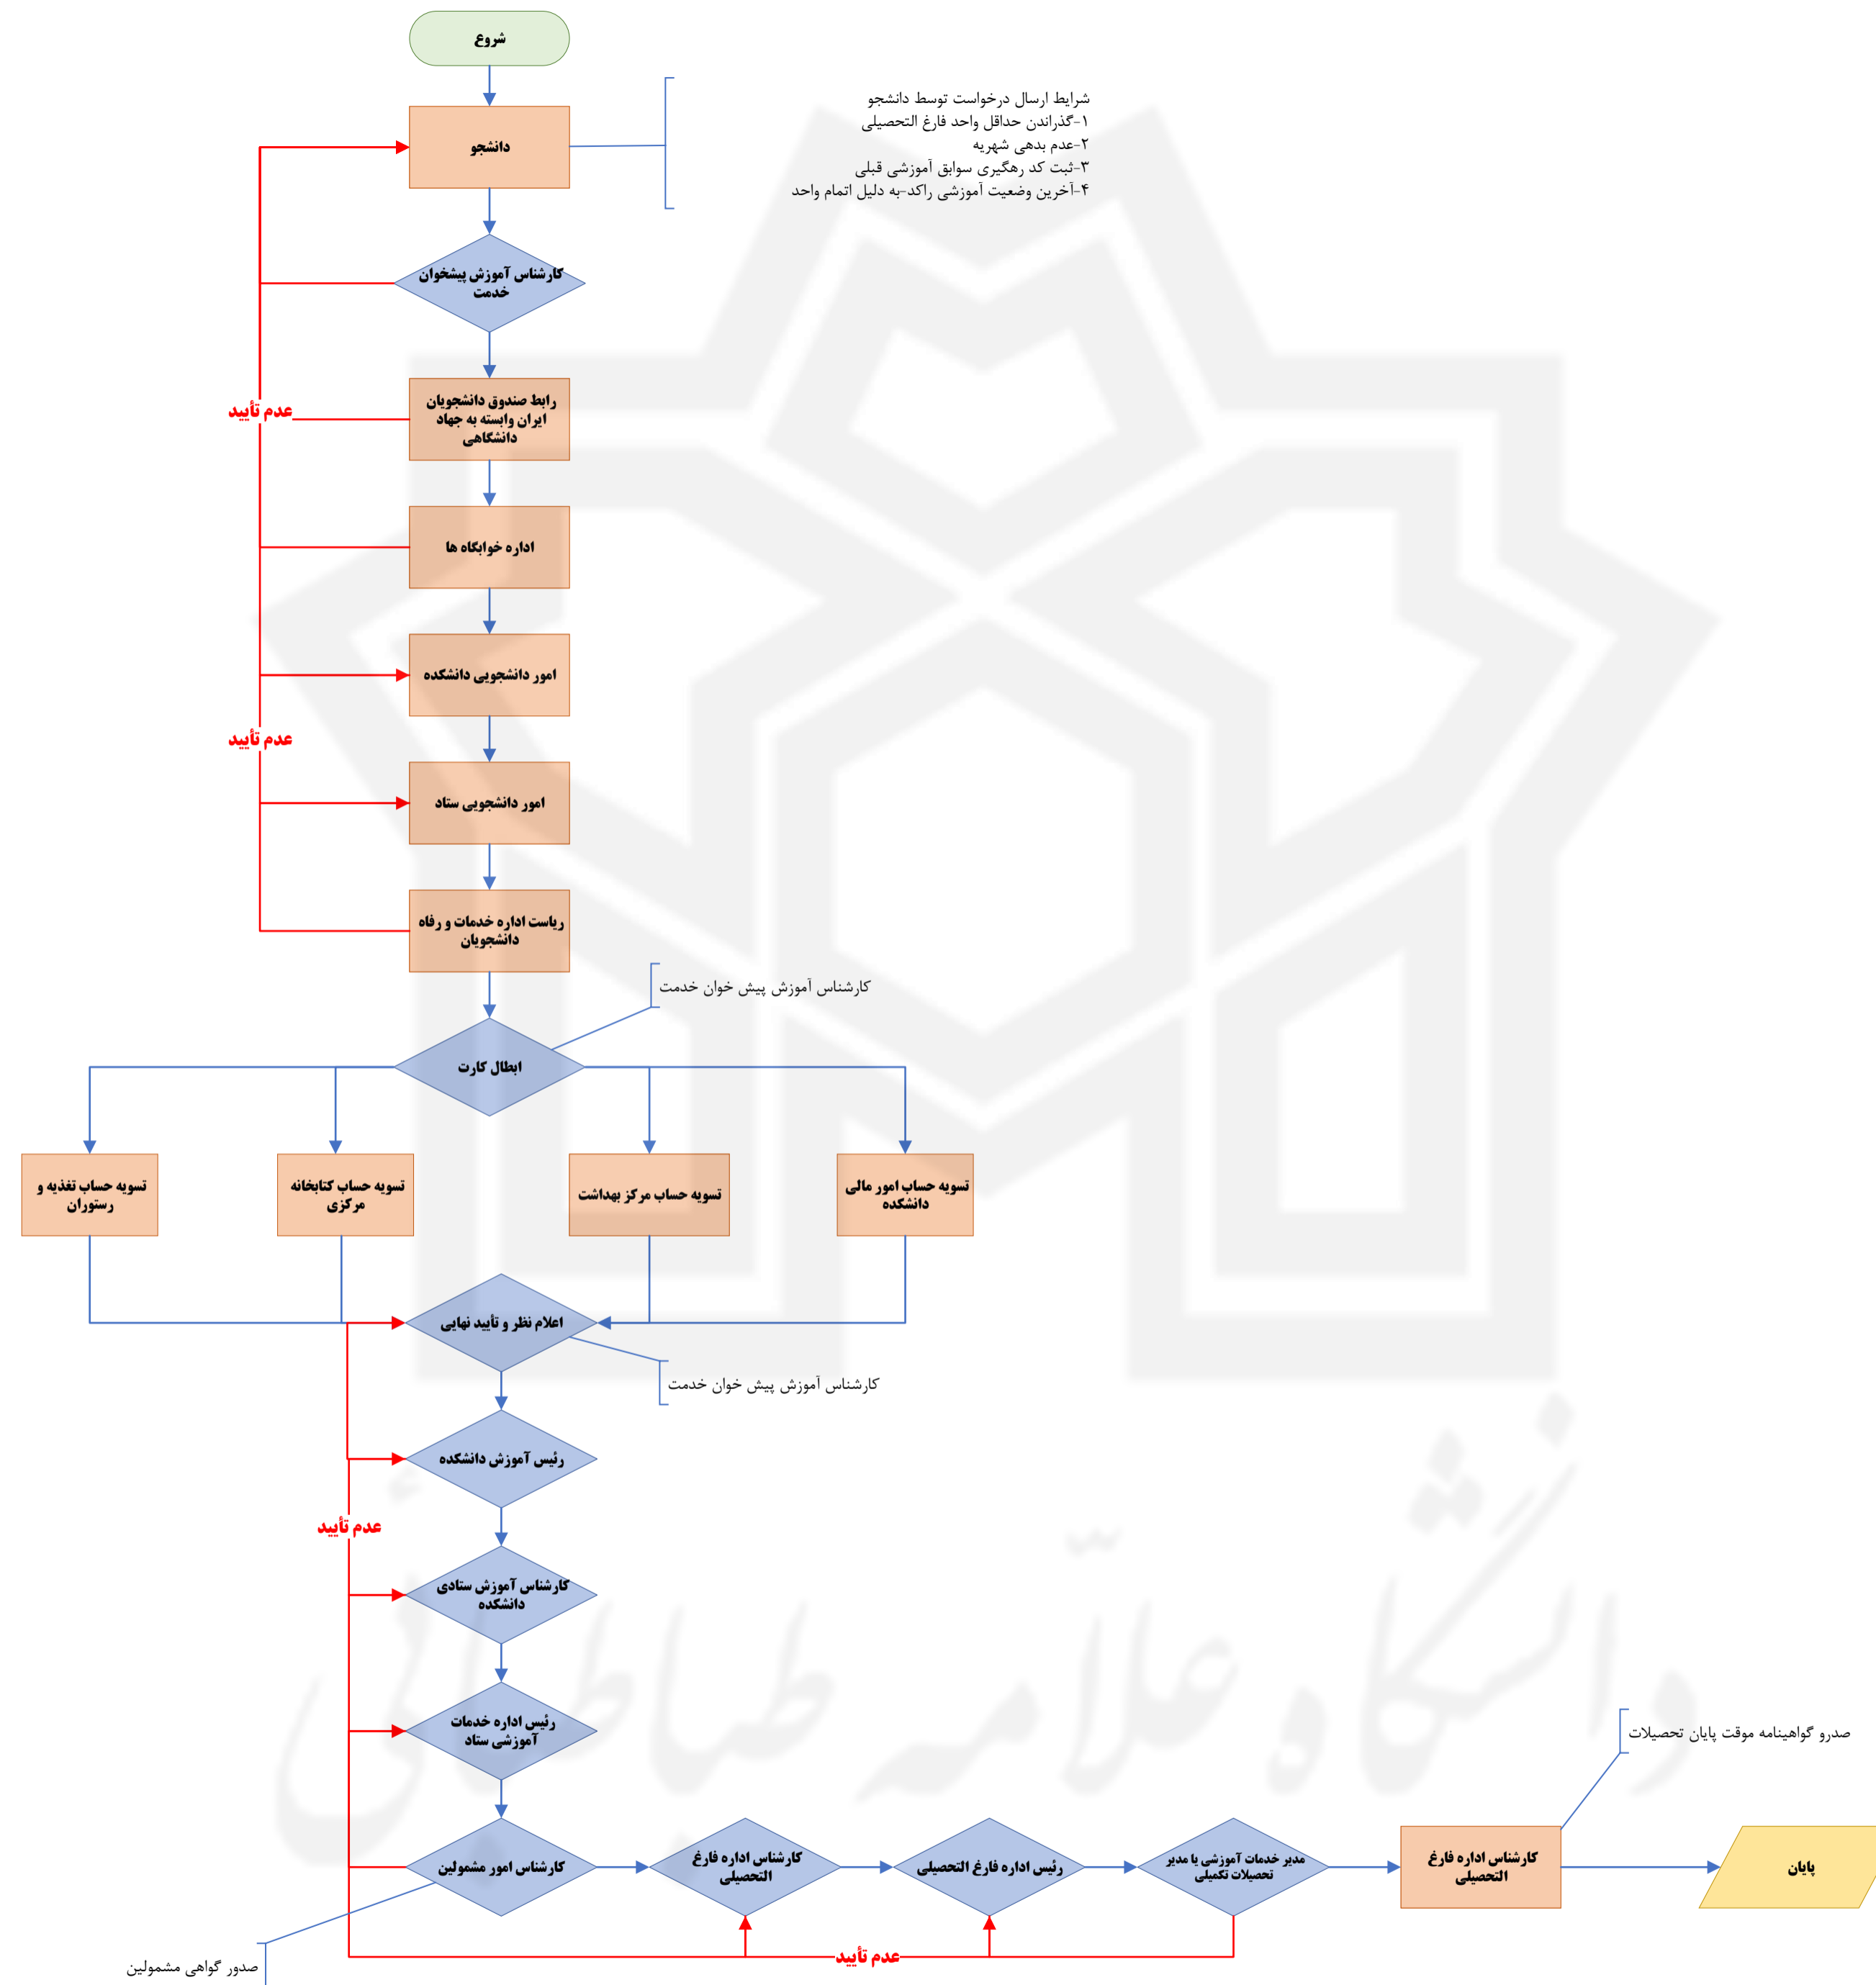 شروع
دانشجو
شرایط ارسال درخواست توسط دانشجو
۱-گذراندن حداقل واحد فارغ التحصیلی
۲-عدم بدهی شهریه
۳-ثبت کد رهگیری سوابق آموزشی قبلی
۴-آخرین وضعیت آموزشی راکد-به دلیل اتمام واحد
کارشناس آموزش پیشخوان
خدمت
رابط صندوق دانشجویان
ایران وابسته به جهاد
دانشگاهی
عدم تأیید
اداره خوابگاه ها
امور دانشجویی دانشکده
عدم تأیید
امور دانشجویی ستاد
ریاست اداره خدمات و رفاه
دانشجویان
کارشناس آموزش پیش خوان خدمت
ابطال کارت
تسویه حساب امور مالی
دانشکده
تسویه حساب مرکز بهداشت
تسویه حساب کتابخانه
مرکزی
تسویه حساب تغذیه و
رستوران
اعلام نظر و تأیید نهایی
کارشناس آموزش پیش خوان خدمت
رئیس آموزش دانشکده
عدم تأیید
کارشناس آموزش ستادی
دانشکده
رئیس اداره خدمات
آموزشی ستاد
صدرو گواهینامه موقت پایان تحصیلات
کارشناس امور مشمولین
کارشناس اداره فارغ
التحصیلی
رئیس اداره فارغ التحصیلی
مدیر خدمات آموزشی یا مدیر
تحصیلات تکمیلی
کارشناس اداره فارغ
التحصیلی
پایان
عدم تأیید
صدور گواهی مشمولین
دانشگاه علّامه طباطبائی